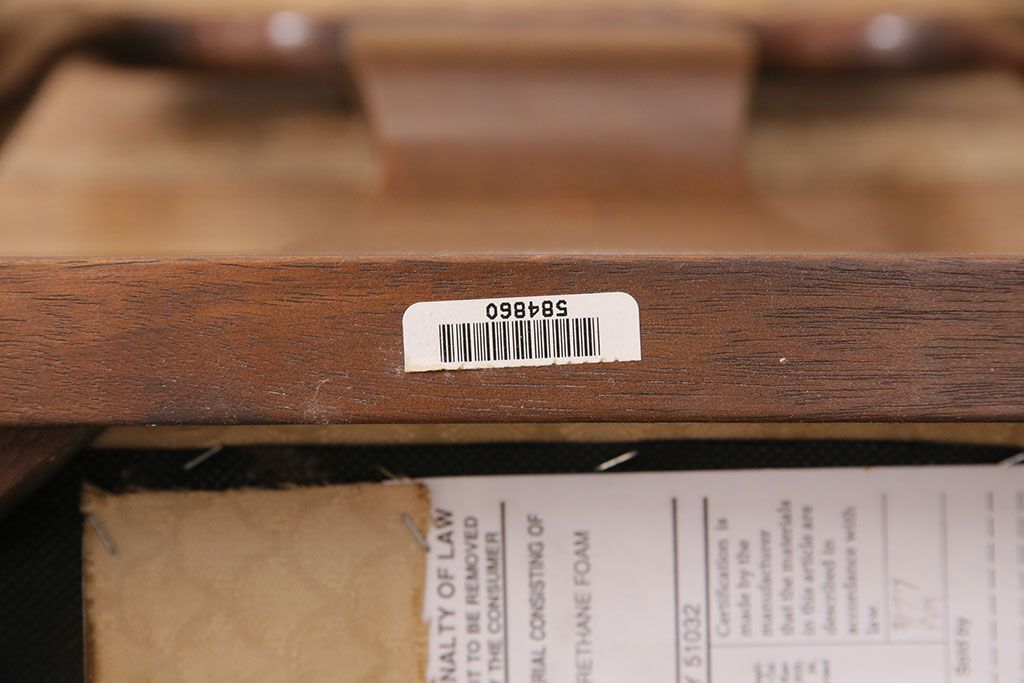 584860
NALTY OF LAW
OT TO BE REMOVED
Y THE CONSUMER
RIAL CONSISTING OF
RETHANE FOAM
Y 51032
Certification is
made by the
manufacturer
that the materials
in this article are
described in
accordance with
law.
Sold by